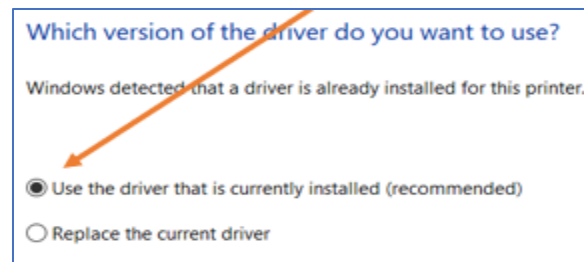 Which version of the driver do you want to use?
Windows detected that a driver is already installed for this printer.
Use the driver that is currently installed (recommended)
Replace the current driver